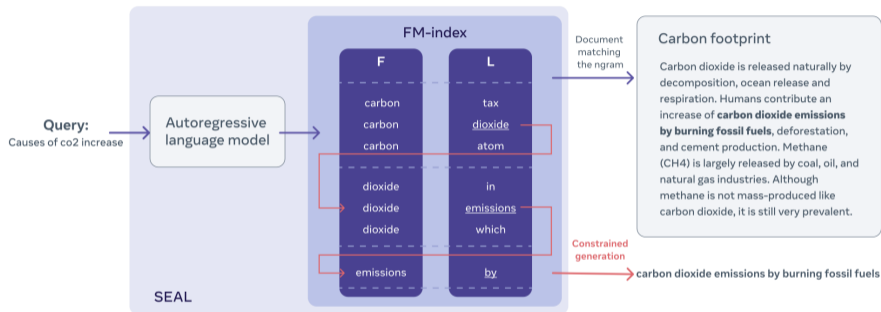 Query:
Causes of co2 increase
Autoregressive
language model
SEAL
FM-index
F
L
carbon tax
carbon dioxide
carbon atom
dioxide in
dioxide emissions
dioxide which
emissions by
Document
matching
the ngram
Constrained
generation
carbon dioxide emissions by burning fossil fuels
Carbon footprint
Carbon dioxide is released naturally by
decomposition, ocean release and
respiration. Humans contribute an
increase of carbon dioxide emissions
by burning fossil fuels, deforestation,
and cement production. Methane
(CH4) is largely released by coal, oil, and
natural gas industries. Although
methane is not mass-produced like
carbon dioxide, it is still very prevalent.